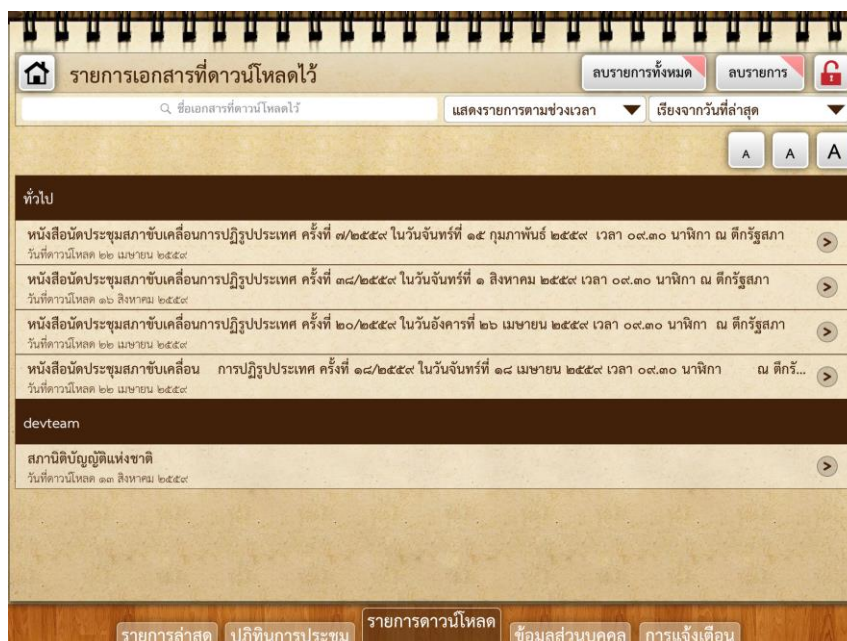 รายการเอกสารที่ดาวน์โหลดไว้
ลบรายการทั้งหมด
ลบรายการ
ชื่อเอกสารที่ดาวน์โหลดไว้
แสดงรายการตามช่วงเวลา
เรียงจากวันที่ล่าสุด
A A A
ทั่วไป
หนังสือนัดประชุมสภาขับเคลื่อนการปฏิรูปประเทศ ครั้งที่ ๗/๒๕๕๙ ในวันจันทร์ที่ ๑๕ กุมภาพันธ์ ๒๕๕๙ เวลา ๐๙.๓๐ นาฬิกา ณ ตึกรัฐสภา
วันที่ดาวน์โหลด ๒๒ เมษายน ๒๕๕๙
หนังสือนัดประชุมสภาขับเคลื่อนการปฏิรูปประเทศ ครั้งที่ ๓๘/๒๕๕๙ ในวันจันทร์ที่ ๑ สิงหาคม ๒๕๕๙ เวลา ๐๙.๓๐ นาฬิกา ณ ตึกรัฐสภา
วันที่ดาวน์โหลด ๑๖ สิงหาคม ๒๕๕๙
หนังสือนัดประชุมสภาขับเคลื่อนการปฏิรูปประเทศ ครั้งที่ ๒๐/๒๕๕๙ ในวันอังคารที่ ๒๖ เมษายน ๒๕๕๙ เวลา ๐๙.๓๐ นาฬิกา ณ ตึกรัฐสภา
วันที่ดาวน์โหลด ๒๒ เมษายน ๒๕๕๙
หนังสือนัดประชุมสภาขับเคลื่อน การปฏิรูปประเทศ ครั้งที่ ๑๘/๒๕๕๙ ในวันจันทร์ที่ ๑๘ เมษายน ๒๕๕๙ เวลา ๐๙.๓๐ นาฬิกา ณ ตึกรั...
วันที่ดาวน์โหลด ๒๒ เมษายน ๒๕๕๙
devteam
สภานิติบัญญัติแห่งชาติ
วันที่ดาวน์โหลด ๑๓ สิงหาคม ๒๕๕๙
รายการล่าสุด
ปฏิทินการประชุม
รายการดาวน์โหลด
ข้อมูลส่วนบุคคล
การแจ้งเตือน